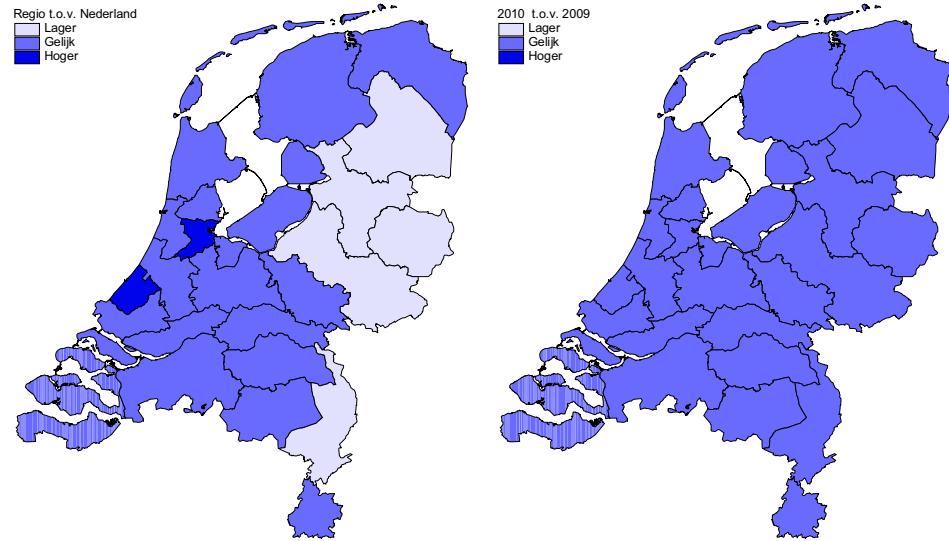 Regio t.o.v. Nederland
Lager
Gelijk
Hoger
2010 t.o.v. 2009
Lager
Gelijk
Hoger